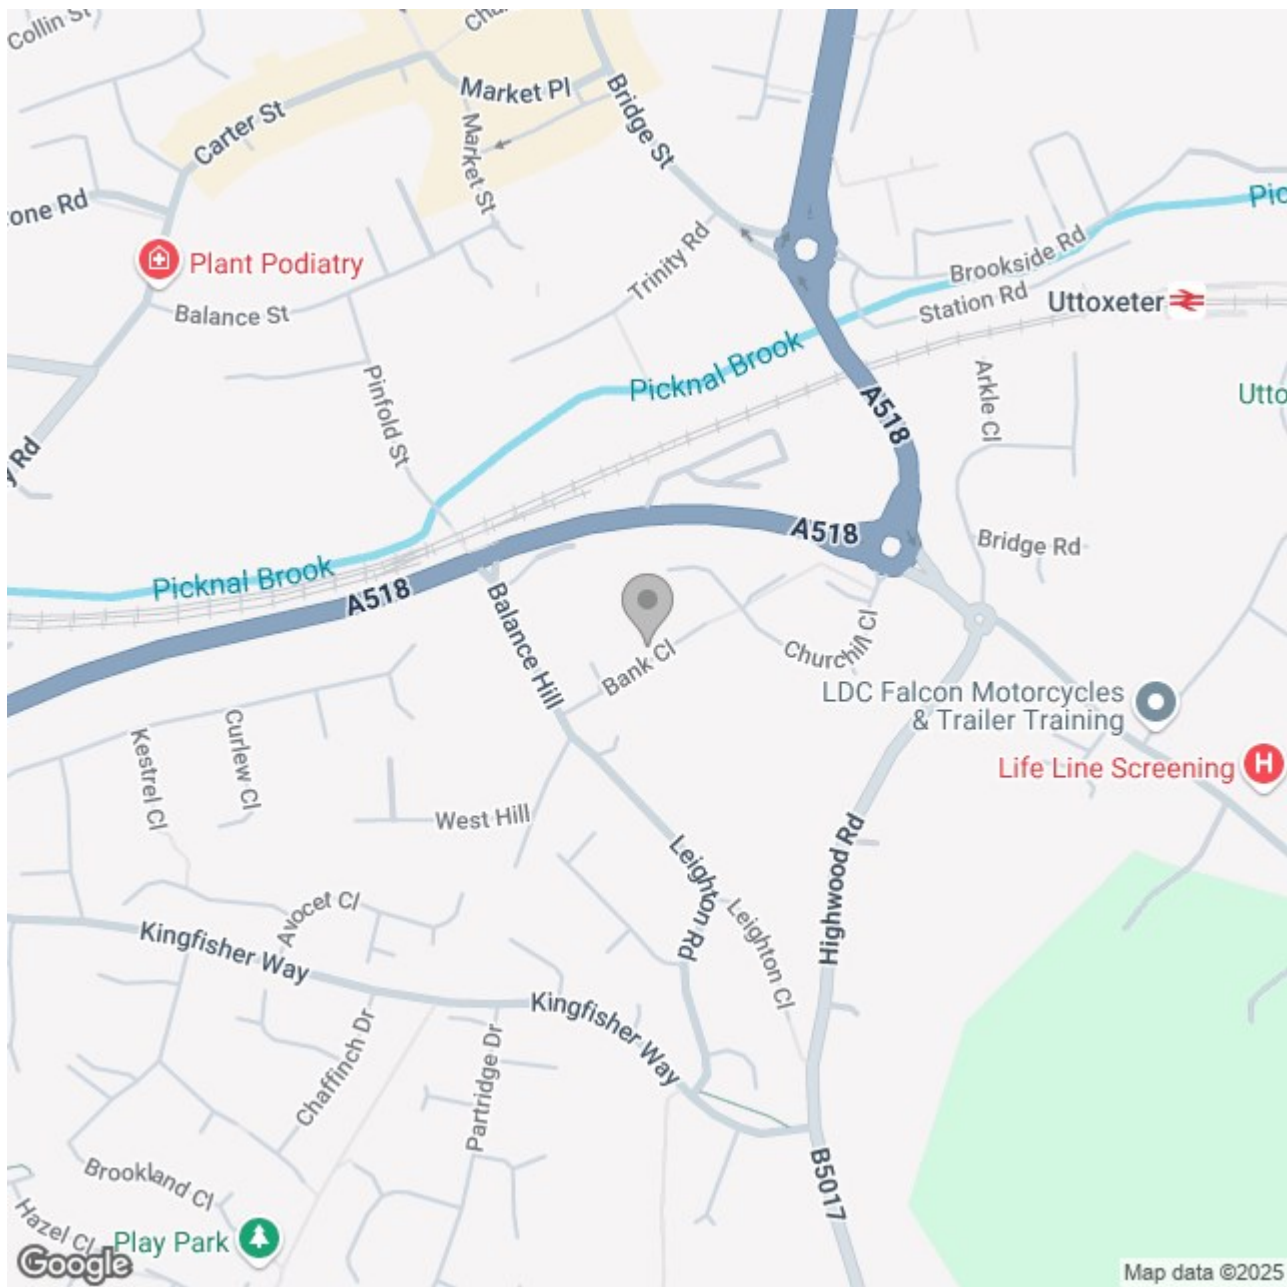 Collin St
Market Pl
Bridge St
Carter St
Market St
Plant Podiatry
Trinity Rd
Brookside Rd
Station Rd
Uttoxeter
Balance St
Picknal Brook
Pinfold St
A518
Arkle Cl
A518
Bridge Rd
Picknal Brook
A518
Balance Hill
Bank Cl
Churchill Cl
LDC Falcon Motorcycles
& Trailer Training
Life Line Screening
Kestrel Cl
Curlew Cl
West Hill
Leighton Rd
Leighton Cl
Highwood Rd
Avocet Cl
Kingfisher Way
Kingfisher Way
Chaffinch Dr
Partridge Dr
Brookland Cl
B5017
Hazel Cl
Play Park
Google
Map data ©2025